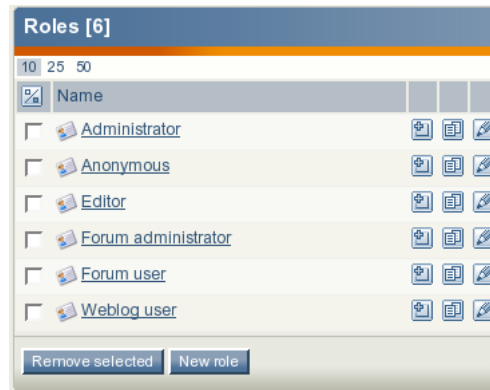 Roles [6]
10 25 50
Name
Administrator
Anonymous
Editor
Forum administrator
Forum user
Weblog user
Remove selected New role